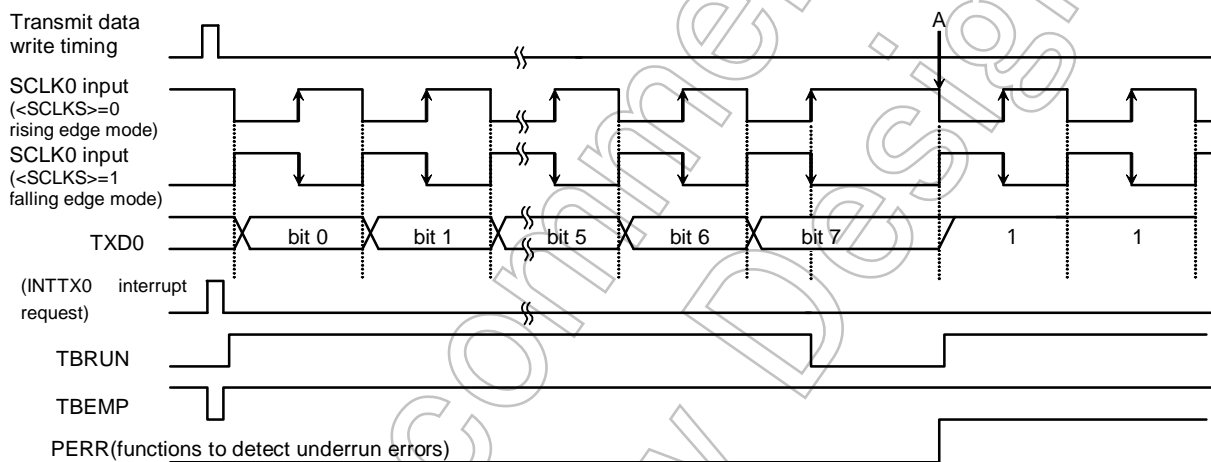 Transmit data
write timing
A
SCLK0 input
(<SCLKS>=0
rising edge mode)
SCLK0 input
(<SCLKS>=1
falling edge mode)
TXD0
bit 0
bit 1
bit 5
bit 6
bit 7
1
1
(INTTX0 interrupt
request)
TBRUN
TBEMP
PERR(functions to detect underrun errors)